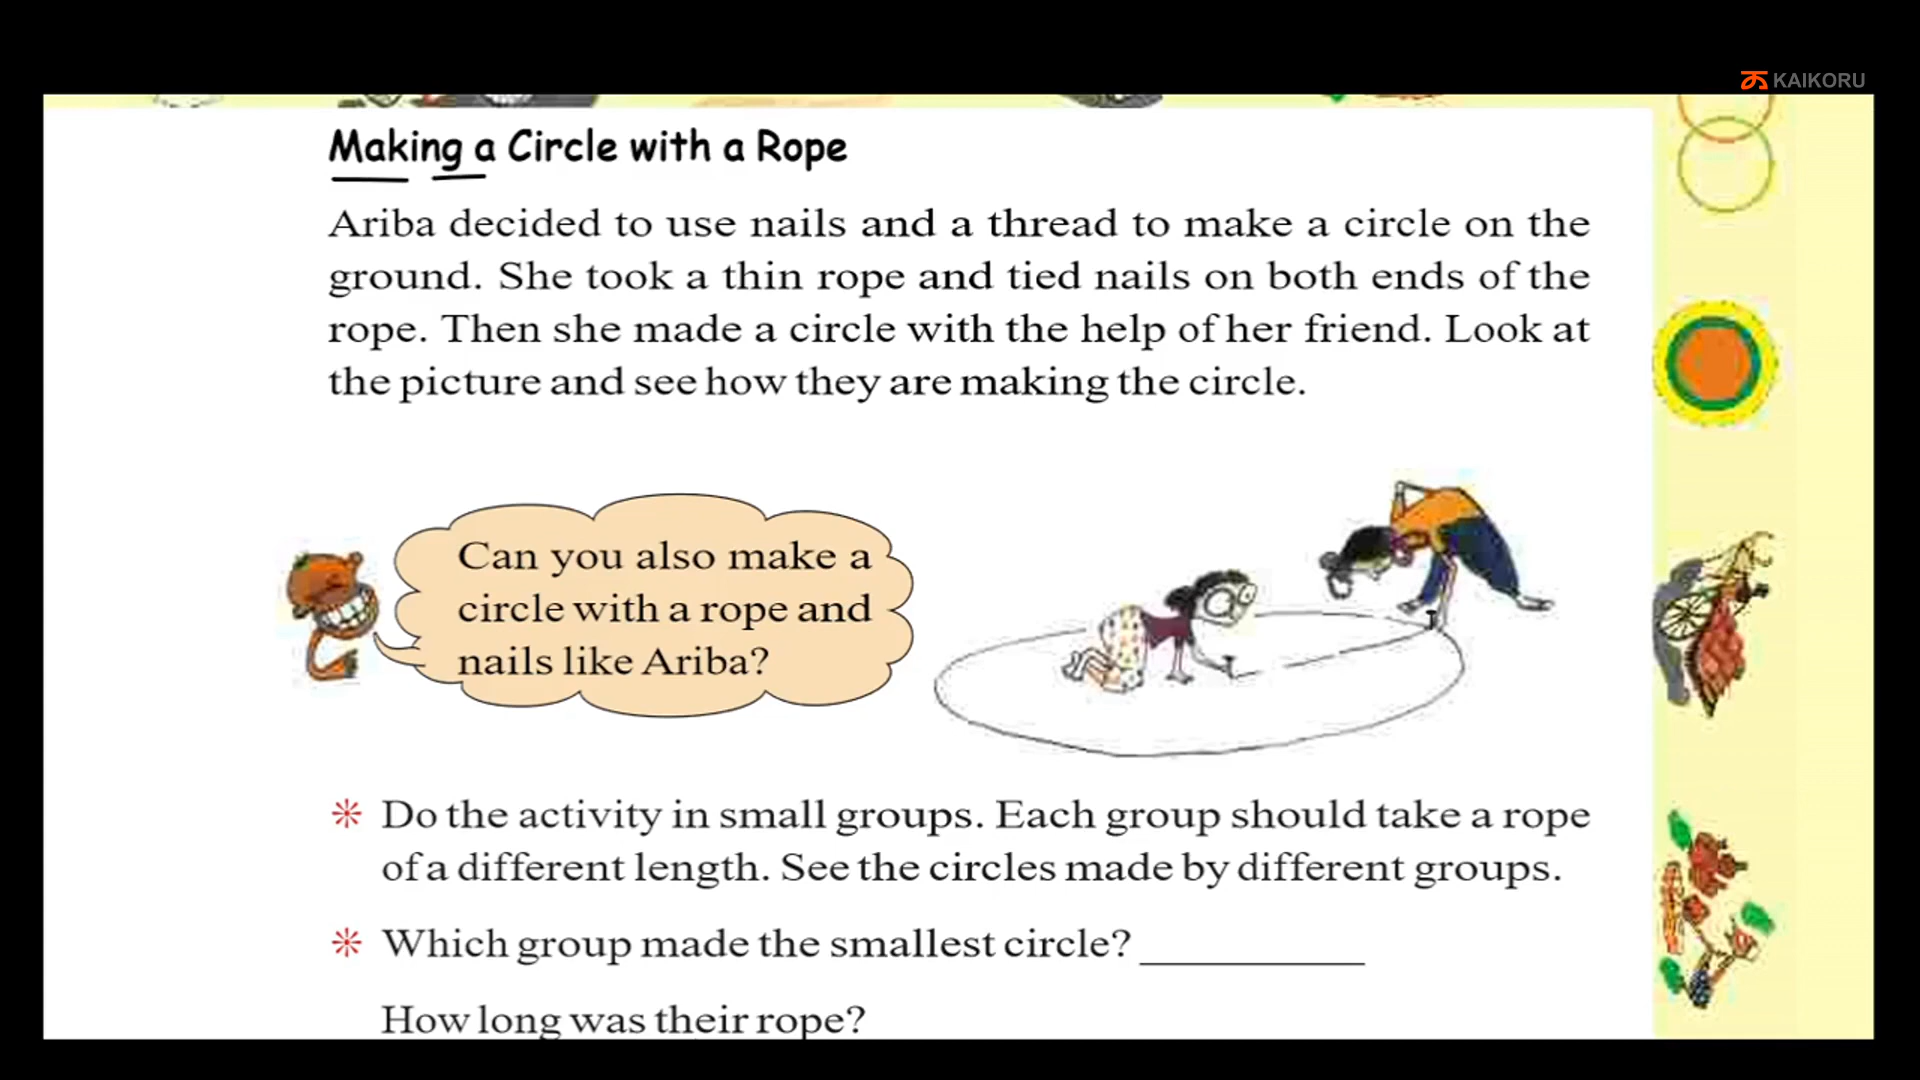 KAIKORU
Making a Circle with a Rope
Ariba decided to use nails and a thread to make a circle on the
ground. She took a thin rope and tied nails on both ends of the
rope. Then she made a circle with the help of her friend. Look at
the picture and see how they are making the circle.
Can you also make a
circle with a rope and
nails like Ariba?
Do the activity in small groups. Each group should take a rope
of a different length. See the circles made by different groups.
Which group made the smallest circle? __________
How long was their rope?